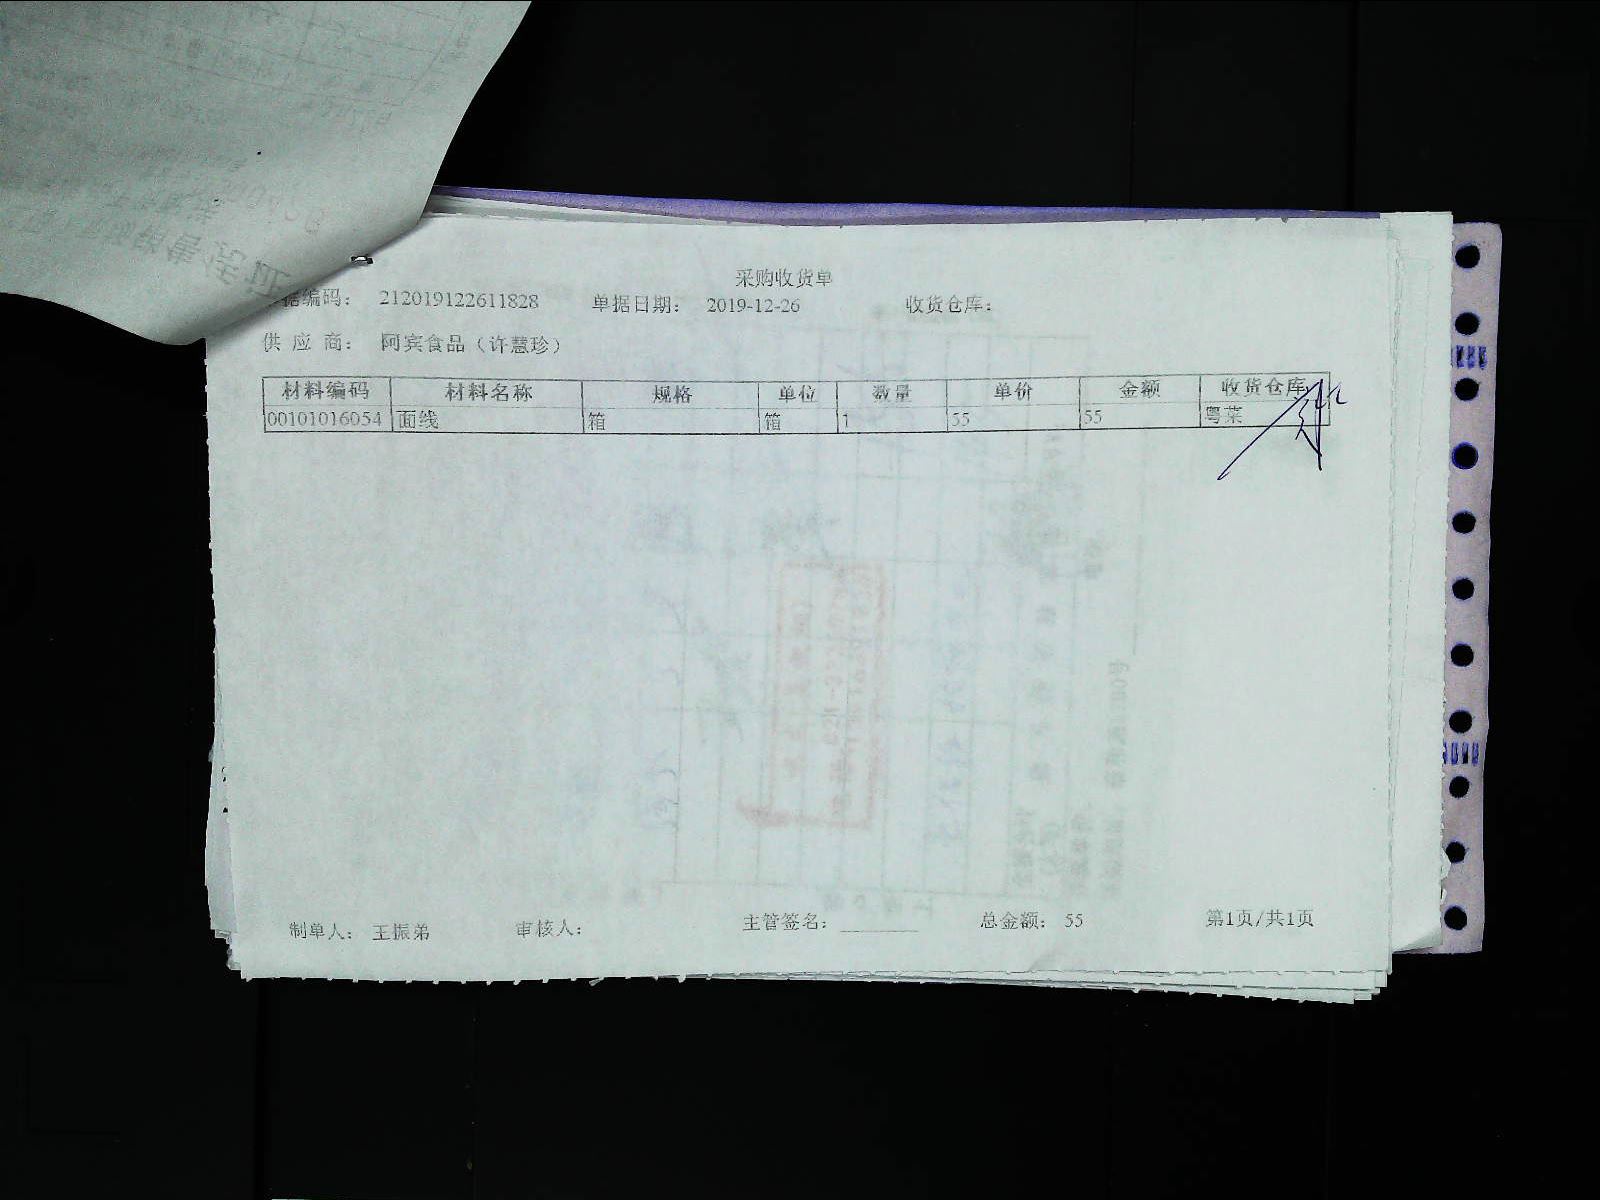 采购收货单
据编码： 212019122611828 单据日期： 2019-12-26 收货仓库：
供 应 商： 阿宾食品（许慧珍）
材料编码 材料名称 规格 单位 数量 单价 金额 收货仓库
00101016054 面线 箱 箱 1 55 55 粤菜
制单人： 王振弟 审核人： 主管签名： 总金额： 55 第1页/共1页